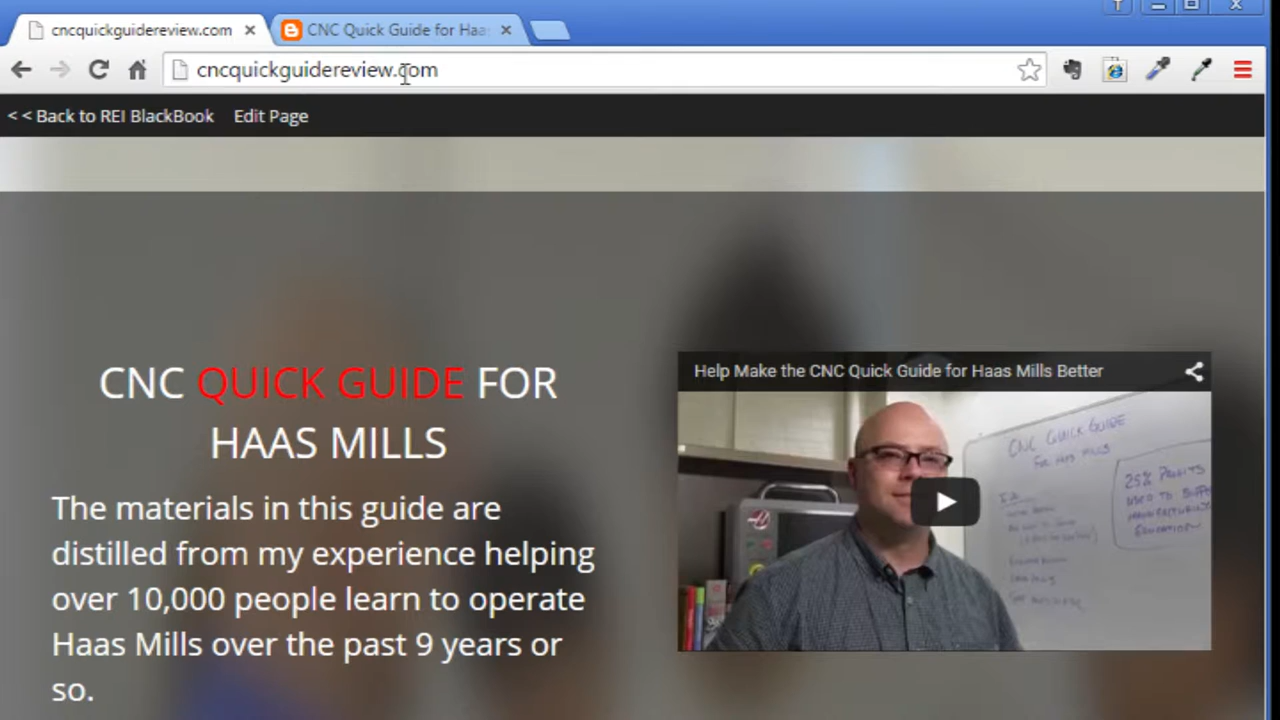 cncquickguidereview.com
CNC Quick Guide for Haa
cncquickguidereview.com
< < Back to REI BlackBook Edit Page
CNC QUICK GUIDE FOR
HAAS MILLS
The materials in this guide are
distilled from my experience helping
over 10,000 people learn to operate
Haas Mills over the past 9 years or
so.
Help Make the CNC Quick Guide for Haas Mills Better
CNC QUICK GUIDE
FOR HAAS MILLS
25% PROFITS
USED TO
MANUFACTURING
EDUCATION